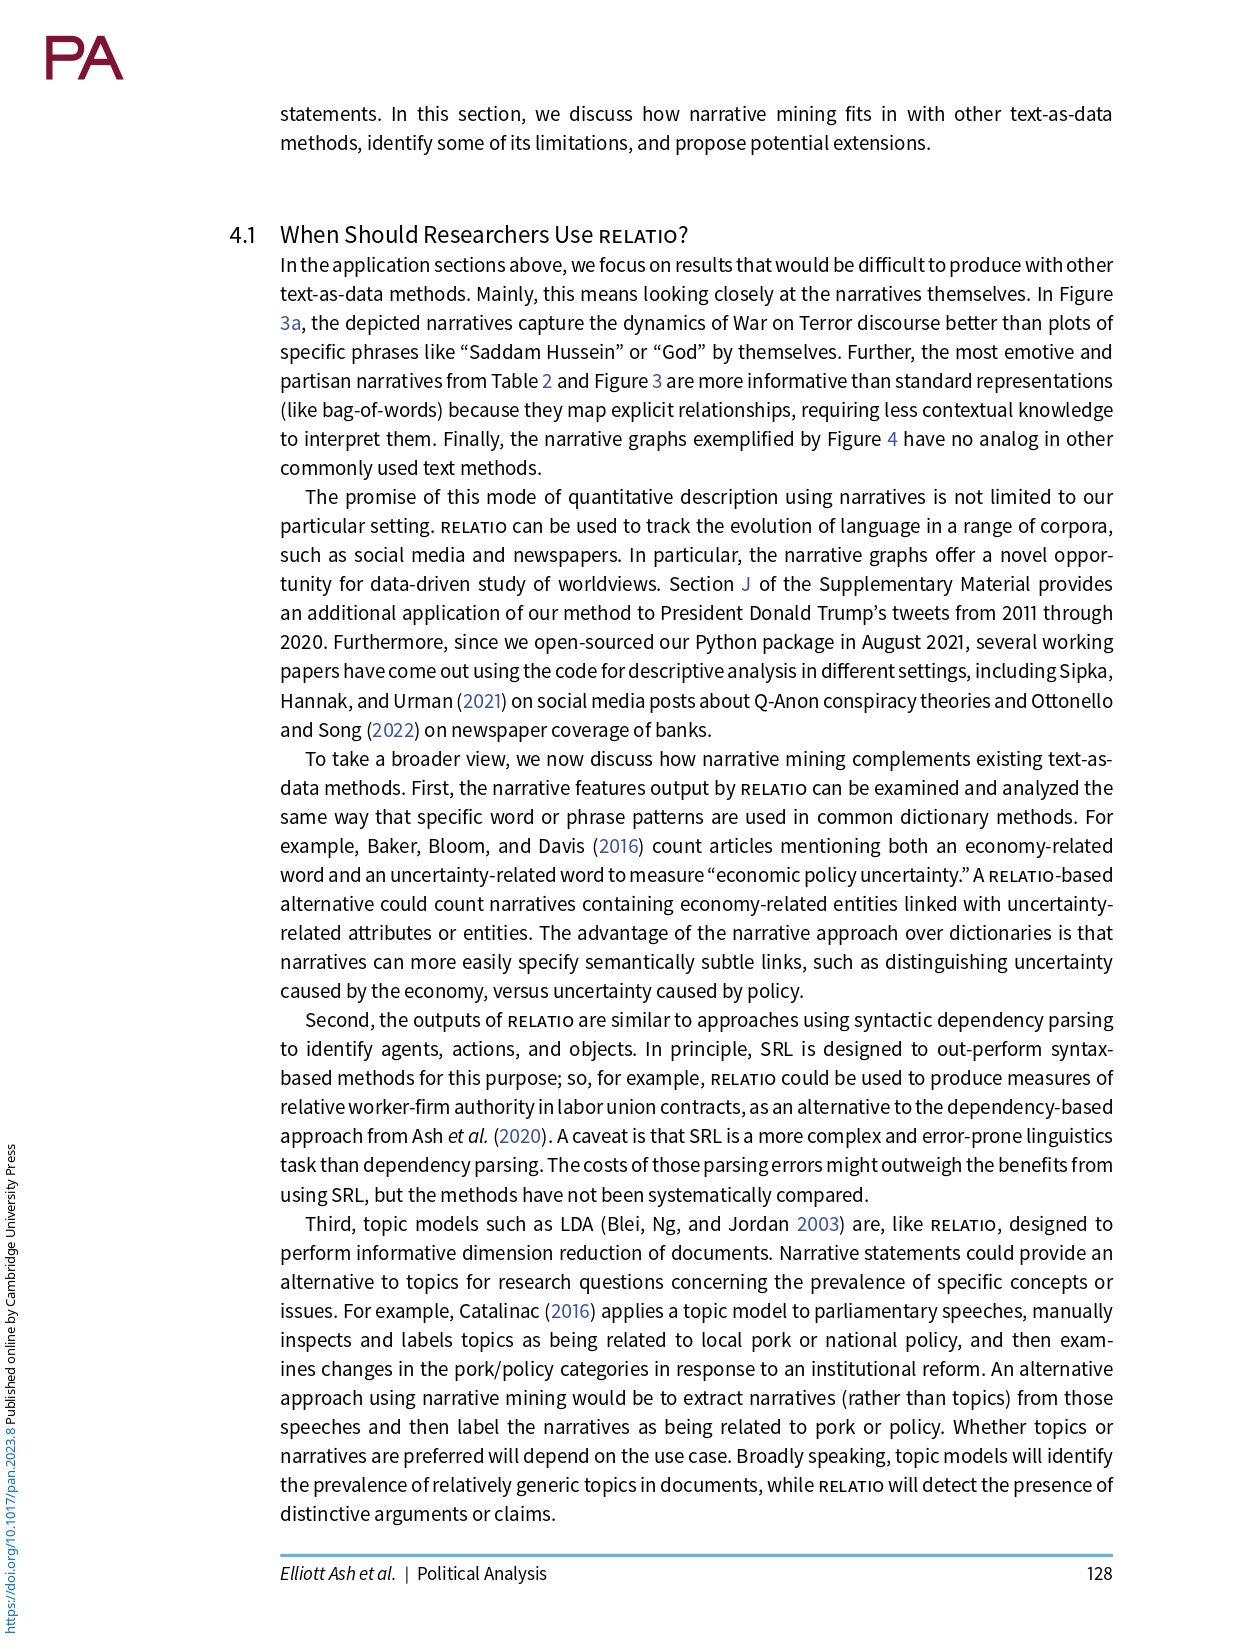 PA
statements. In this section, we discuss how narrative mining fits in with other text-as-data
methods, identify some of its limitations, and propose potential extensions.
4.1 When Should Researchers Use RELATIO?
In the application sections above, we focus on results that would be difficult to produce with other
text-as-data methods. Mainly, this means looking closely at the narratives themselves. In Figure
3a, the depicted narratives capture the dynamics of War on Terror discourse better than plots of
specific phrases like “Saddam Hussein” or “God” by themselves. Further, the most emotive and
partisan narratives from Table 2 and Figure 3 are more informative than standard representations
(like bag-of-words) because they map explicit relationships, requiring less contextual knowledge
to interpret them. Finally, the narrative graphs exemplified by Figure 4 have no analog in other
commonly used text methods.
The promise of this mode of quantitative description using narratives is not limited to our
particular setting. RELATIO can be used to track the evolution of language in a range of corpora,
such as social media and newspapers. In particular, the narrative graphs offer a novel oppor-
tunity for data-driven study of worldviews. Section J of the Supplementary Material provides
an additional application of our method to President Donald Trump’s tweets from 2011 through
2020. Furthermore, since we open-sourced our Python package in August 2021, several working
papers have come out using the code for descriptive analysis in different settings, including Sipka,
Hannak, and Urman (2021) on social media posts about Q-Anon conspiracy theories and Ottonello
and Song (2022) on newspaper coverage of banks.
To take a broader view, we now discuss how narrative mining complements existing text-as-
data methods. First, the narrative features output by RELATIO can be examined and analyzed the
same way that specific word or phrase patterns are used in common dictionary methods. For
example, Baker, Bloom, and Davis (2016) count articles mentioning both an economy-related
word and an uncertainty-related word to measure “economic policy uncertainty.” A RELATIO-based
alternative could count narratives containing economy-related entities linked with uncertainty-
related attributes or entities. The advantage of the narrative approach over dictionaries is that
narratives can more easily specify semantically subtle links, such as distinguishing uncertainty
caused by the economy, versus uncertainty caused by policy.
Second, the outputs of RELATIO are similar to approaches using syntactic dependency parsing
to identify agents, actions, and objects. In principle, SRL is designed to out-perform syntax-
based methods for this purpose; so, for example, RELATIO could be used to produce measures of
relative worker-firm authority in labor union contracts, as an alternative to the dependency-based
approach from Ash et al. (2020). A caveat is that SRL is a more complex and error-prone linguistics
task than dependency parsing. The costs of those parsing errors might outweigh the benefits from
using SRL, but the methods have not been systematically compared.
Third, topic models such as LDA (Blei, Ng, and Jordan 2003) are, like RELATIO, designed to
perform informative dimension reduction of documents. Narrative statements could provide an
alternative to topics for research questions concerning the prevalence of specific concepts or
issues. For example, Catalinac (2016) applies a topic model to parliamentary speeches, manually
inspects and labels topics as being related to local pork or national policy, and then exam-
ines changes in the pork/policy categories in response to an institutional reform. An alternative
approach using narrative mining would be to extract narratives (rather than topics) from those
speeches and then label the narratives as being related to pork or policy. Whether topics or
narratives are preferred will depend on the use case. Broadly speaking, topic models will identify
the prevalence of relatively generic topics in documents, while RELATIO will detect the presence of
distinctive arguments or claims.
Elliott Ash et al. | Political Analysis 128
https://doi.org/10.1017/pan.2023.8 Published online by Cambridge University Press